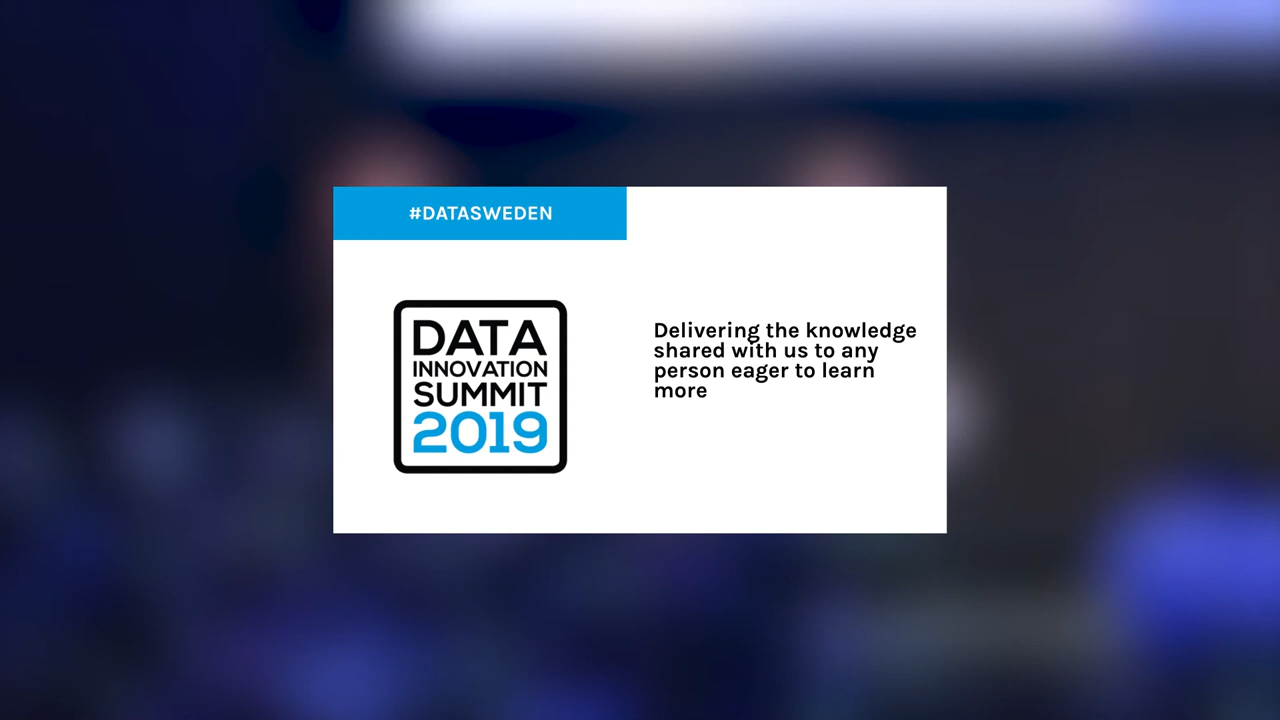 #DATASWEDEN
DATA
INNOVATION
SUMMIT
2019
Delivering the knowledge
shared with us to any
person eager to learn
more